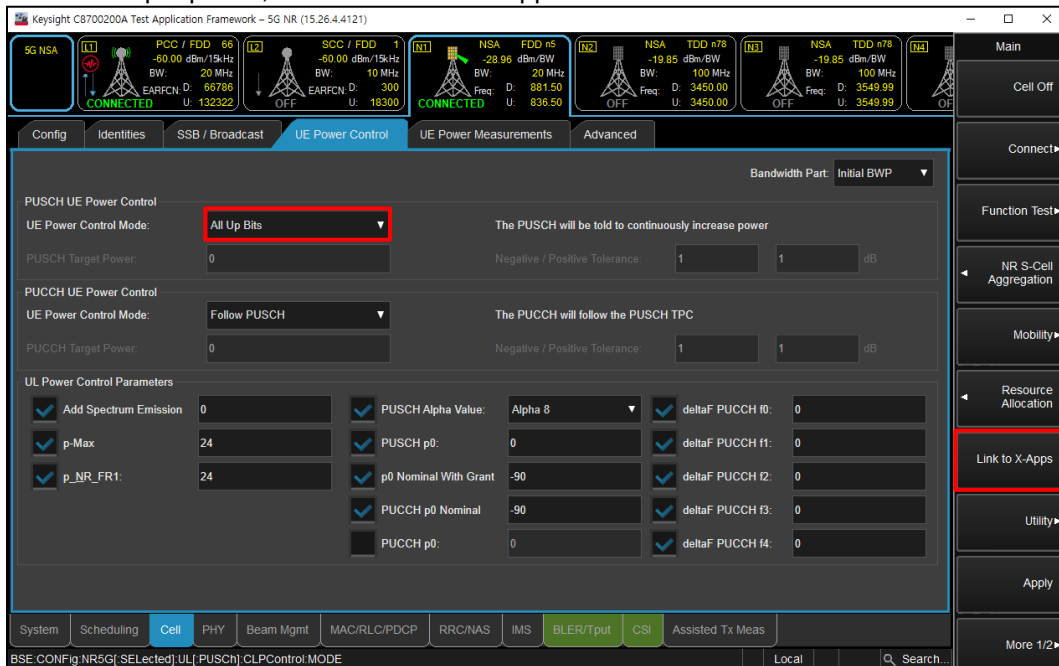 Keysight C8700200A Test Application Framework – 5G NR (15.26.4.4121)
5G NSA
L1
PCC / FDD 66
-60.00 dBm/15kHz
BW: 20 MHz
EARFCN: D: 66786
U: 132322
CONNECTED
L2
SCC / FDD 1
-60.00 dBm/15kHz
BW: 10 MHz
EARFCN: D: 300
U: 18300
OFF
N1
NSA FDD n5
-28.96 dBm/BW
BW: 20 MHz
Freq: D: 881.50
U: 836.50
CONNECTED
N2
NSA TDD n78
-19.85 dBm/BW
BW: 100 MHz
Freq: D: 3450.00
U: 3450.00
OFF
N3
NSA TDD n78
-19.85 dBm/BW
BW: 100 MHz
Freq: D: 3549.99
U: 3549.99
OFF
N4
Config Identities SSB / Broadcast UE Power Control UE Power Measurements Advanced
Bandwidth Part: Initial BWP
PUSCH UE Power Control
UE Power Control Mode: All Up Bits The PUSCH will be told to continuously increase power
PUSCH Target Power: 0 Negative / Positive Tolerance: 1 1 dB
PUCCH UE Power Control
UE Power Control Mode: Follow PUSCH The PUCCH will follow the PUSCH TPC
PUCCH Target Power: 0 Negative / Positive Tolerance: 1 1 dB
UL Power Control Parameters
Add Spectrum Emission 0 PUSCH Alpha Value: Alpha 8 deltaF PUCCH f0: 0
p-Max 24 PUSCH p0: 0 deltaF PUCCH f1: 0
p_NR_FR1: 24 p0 Nominal With Grant -90 deltaF PUCCH f2: 0
PUCCH p0 Nominal -90 deltaF PUCCH f3: 0
PUCCH p0: 0 deltaF PUCCH f4: 0
System Scheduling Cell PHY Beam Mgmt MAC/RLC/PDCP RRC/NAS IMS BLER/Tput CSI Assisted Tx Meas
BSE:CONFig:NR5G[:SELected]:UL[:PUSCh]:CLPControl:MODE Local Search...
Main
Cell Off
Connect
Function Test
NR S-Cell
Aggregation
Mobility
Resource
Allocation
Link to X-Apps
Utility
Apply
More 1/2